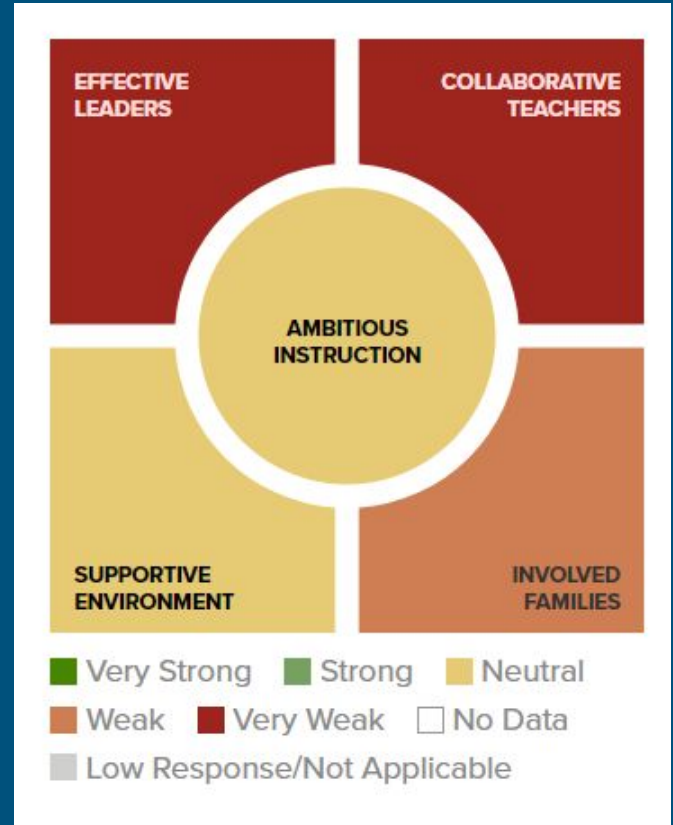 EFFECTIVE
LEADERS
COLLABORATIVE
TEACHERS
AMBITIOUS
INSTRUCTION
SUPPORTIVE
ENVIRONMENT
INVOLVED
FAMILIES
Very Strong Strong Neutral
Weak Very Weak No Data
Low Response/Not Applicable